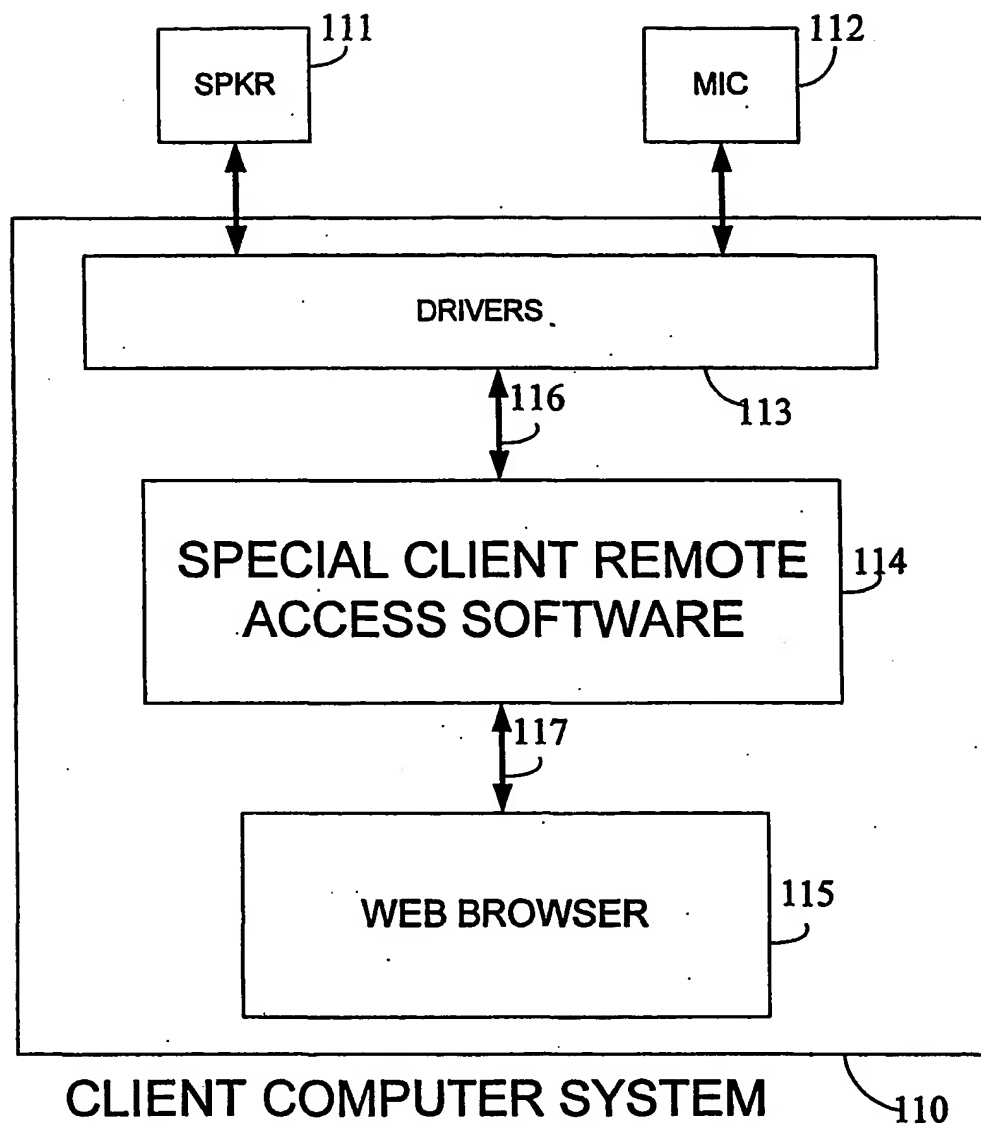 111
112
SPKR
MIC
DRIVERS
116
113
SPECIAL CLIENT REMOTE
ACCESS SOFTWARE
114
117
WEB BROWSER
115
CLIENT COMPUTER SYSTEM
110